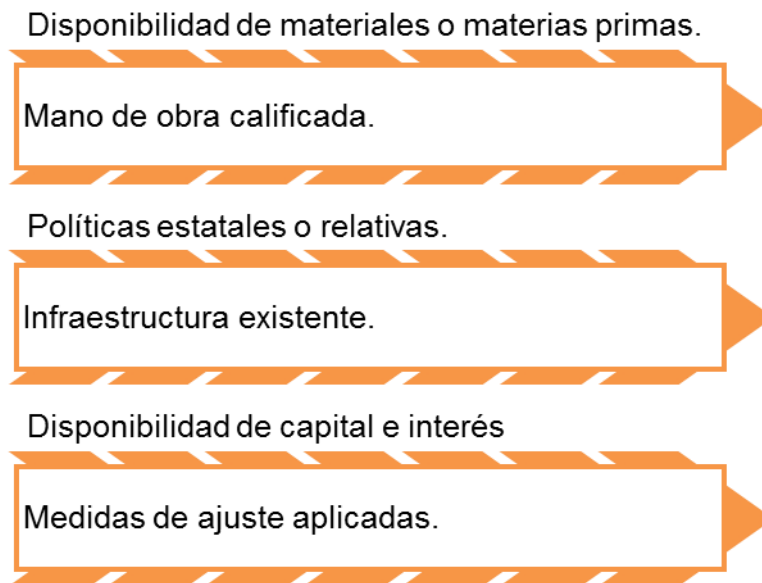 Disponibilidad de materiales o materias primas.
Mano de obra calificada.
Políticas estatales o relativas.
Infraestructura existente.
Disponibilidad de capital e interés
Medidas de ajuste aplicadas.